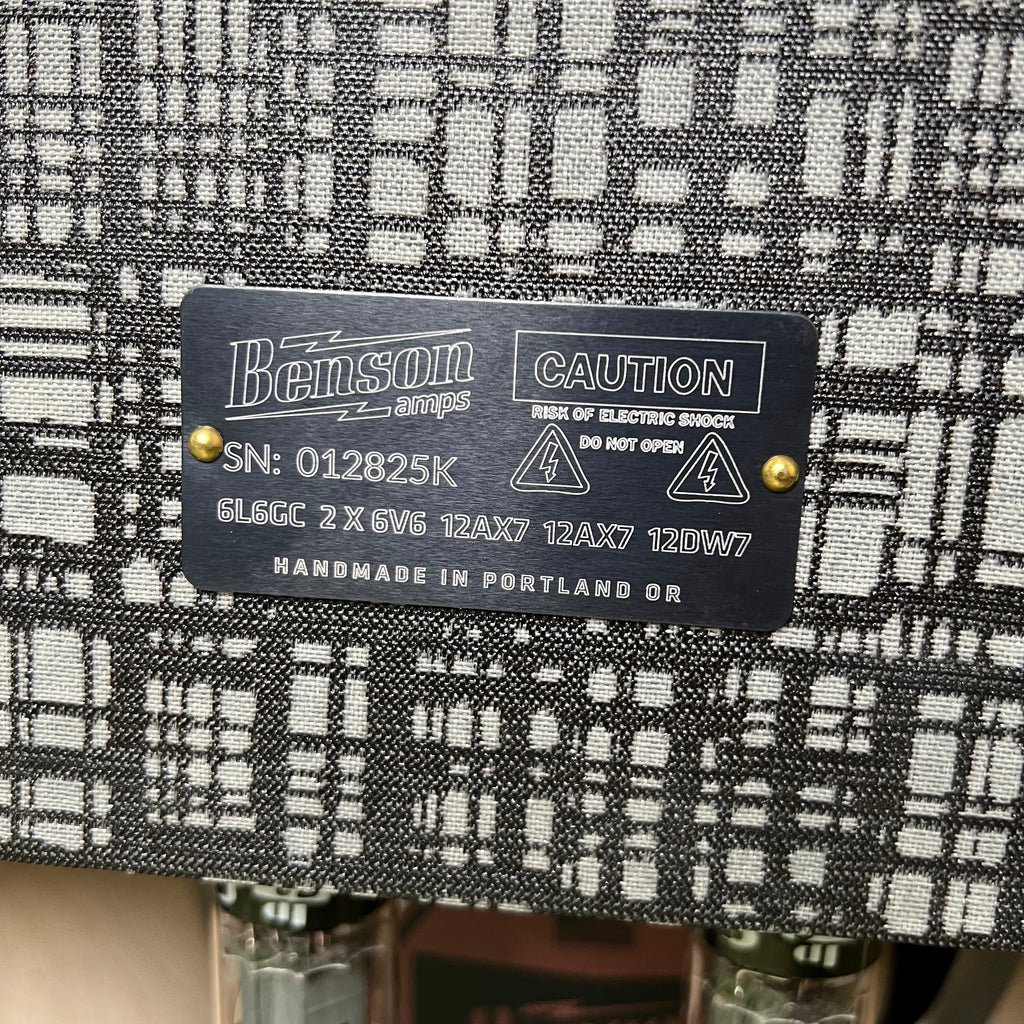 Benson
amps
CAUTION
RISK OF ELECTRIC SHOCK
DO NOT OPEN
SN: 012825K
6L6GC 2 X 6V6 12AX7 12AX7 12DW7
HANDMADE IN PORTLAND OR